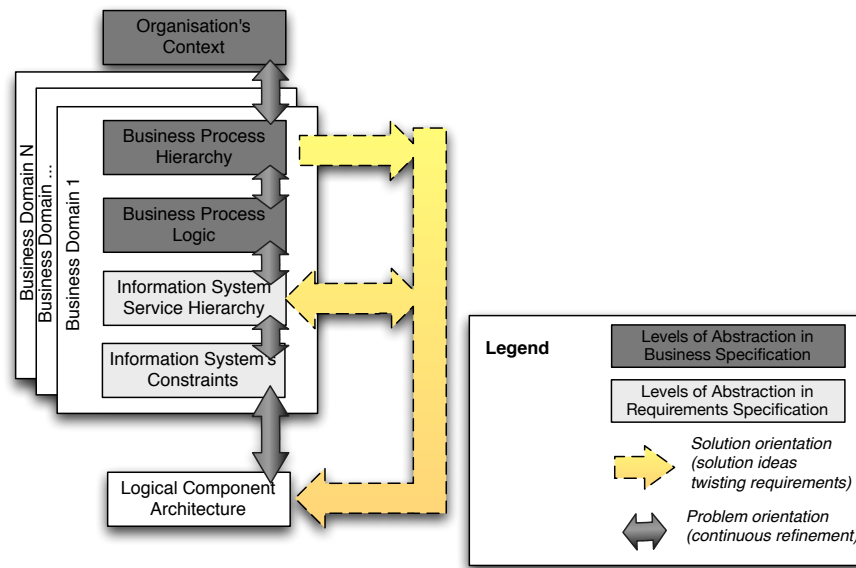 Organisation's
Context
Business Domain N
Business Domain ...
Business Domain 1
Business Process
Hierarchy
Business Process
Logic
Information System
Service Hierarchy
Information System's
Constraints
Logical Component
Architecture
Legend
Levels of Abstraction in
Business Specification
Levels of Abstraction in
Requirements Specification
Solution orientation
(solution ideas
twisting requirements)
Problem orientation
(continuous refinement)